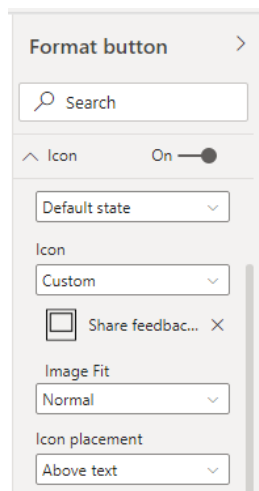 Format button
Search
Icon On
Default state
Icon
Custom
Share feedbac...
Image Fit
Normal
Icon placement
Above text